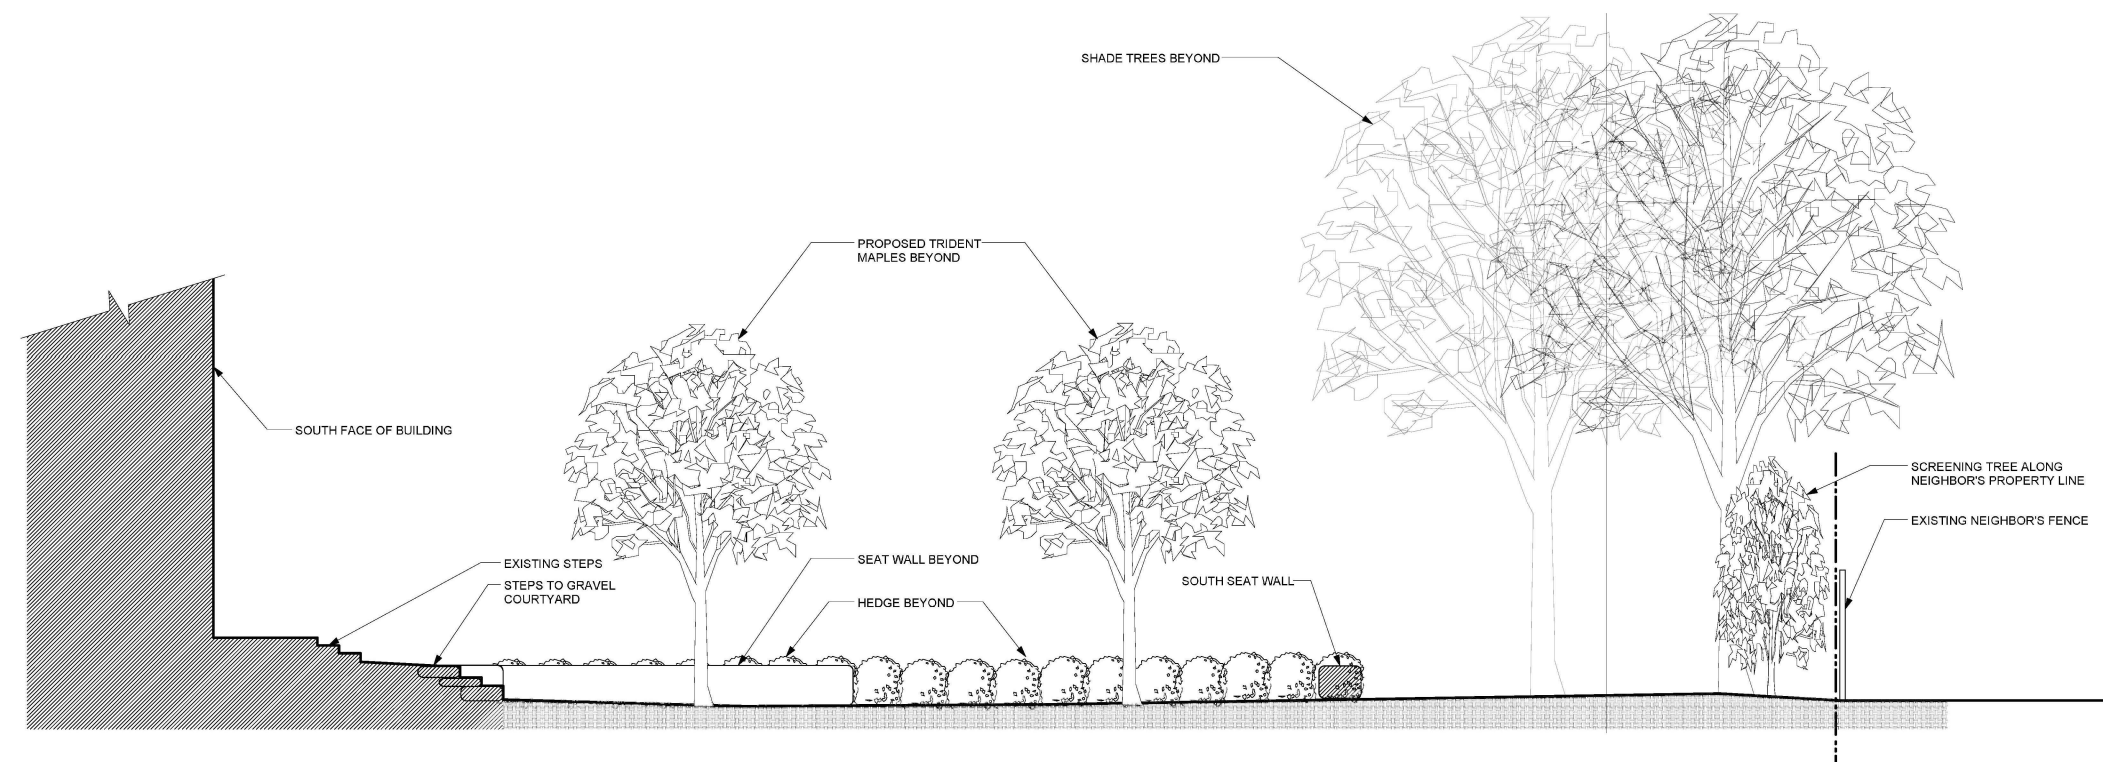 SHADE TREES BEYOND
PROPOSED TRIDENT
MAPLES BEYOND
SOUTH FACE OF BUILDING
SCREENING TREE ALONG
NEIGHBOR'S PROPERTY LINE
EXISTING NEIGHBOR'S FENCE
EXISTING STEPS
STEPS TO GRAVEL
COURTYARD
SEAT WALL BEYOND
HEDGE BEYOND
SOUTH SEAT WALL